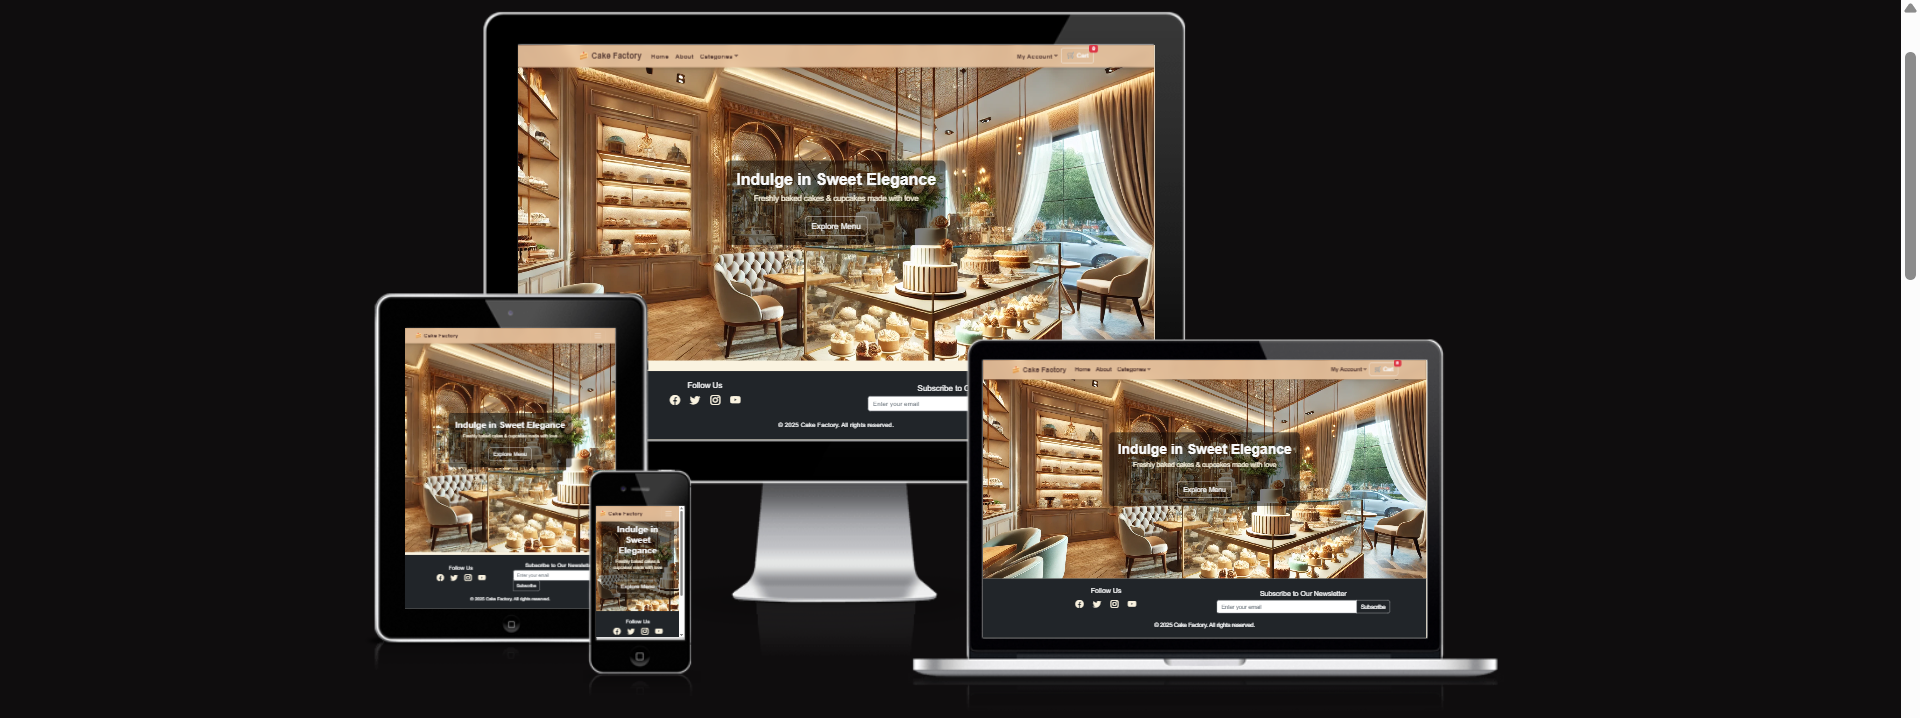 Cake Factory Home About Categories My Account Cart
Indulge in Sweet Elegance
Freshly baked cakes & cupcakes made with love
Explore Menu
Follow Us
Subscribe to O
Enter your email
© 2025 Cake Factory. All rights reserved.
Cake Factory
Indulge in Sweet Elegance
Freshly baked cakes & cupcakes made with love
Explore Menu
Follow Us
Subscribe to Our Newslette
Enter your email
Subscribe
© 2025 Cake Factory. All rights reserved.
Cake Factory
Indulge in
Sweet
Elegance
Freshly baked cakes &
cupcakes made with love
Explore Menu
Follow Us
Cake Factory Home About Categories My Account Cart
Indulge in Sweet Elegance
Freshly baked cakes & cupcakes made with love
Explore Menu
Follow Us
Subscribe to Our Newsletter
Enter your email Subscribe
© 2025 Cake Factory. All rights reserved.